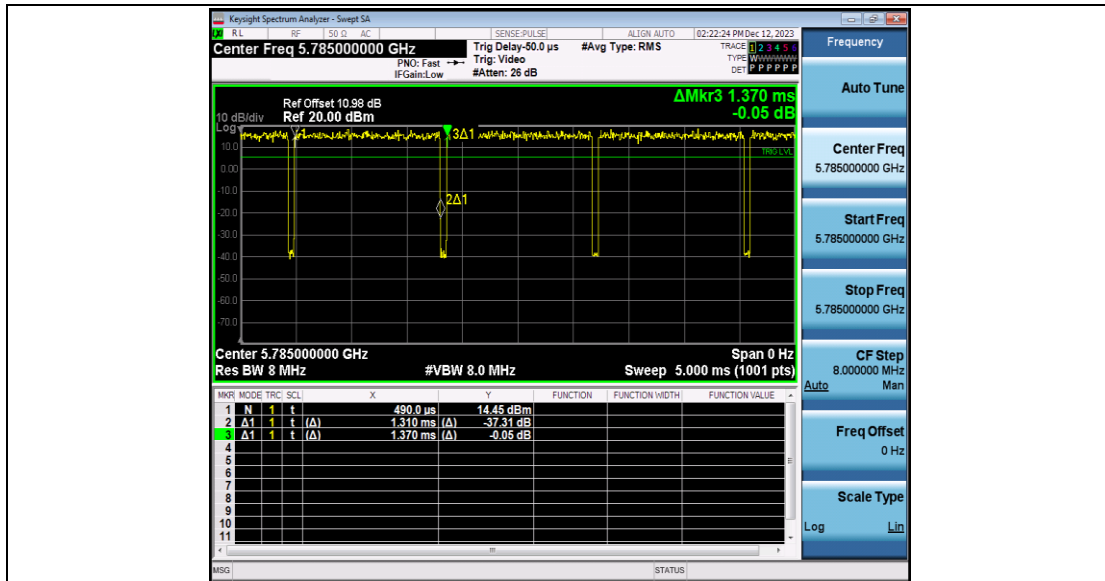 Keysight Spectrum Analyzer - Swept SA
RL RF 50 Ω AC SENSE:PULSE ALIGN AUTO 02:22:24 PM Dec 12, 2023
Center Freq 5.785000000 GHz
PNO: Fast
IFGain:Low
Trig Delay-50.0 µs
Trig: Video
#Atten: 26 dB
#Avg Type: RMS
TRACE 1 2 3 4 5 6
TYPE WWWWWW
DET P P P P P P
ΔMkr3 1.370 ms
-0.05 dB
Ref Offset 10.98 dB
10 dB/div Ref 20.00 dBm
Log
1
3Δ1
2Δ1
TRIG LVL
10.0
0.00
-10.0
-20.0
-30.0
-40.0
-50.0
-60.0
-70.0
Center 5.785000000 GHz Span 0 Hz
Res BW 8 MHz #VBW 8.0 MHz Sweep 5.000 ms (1001 pts)
MKR MODE TRC SCL X Y FUNCTION FUNCTION WIDTH FUNCTION VALUE
1 N 1 t 490.0 µs 14.45 dBm
2 Δ1 1 t (Δ) 1.310 ms (Δ) -37.31 dB
3 Δ1 1 t (Δ) 1.370 ms (Δ) -0.05 dB
4
5
6
7
8
9
10
11
MSG STATUS
Frequency
Auto Tune
Center Freq
5.785000000 GHz
Start Freq
5.785000000 GHz
Stop Freq
5.785000000 GHz
CF Step
8.000000 MHz
Auto Man
Freq Offset
0 Hz
Scale Type
Log Lin